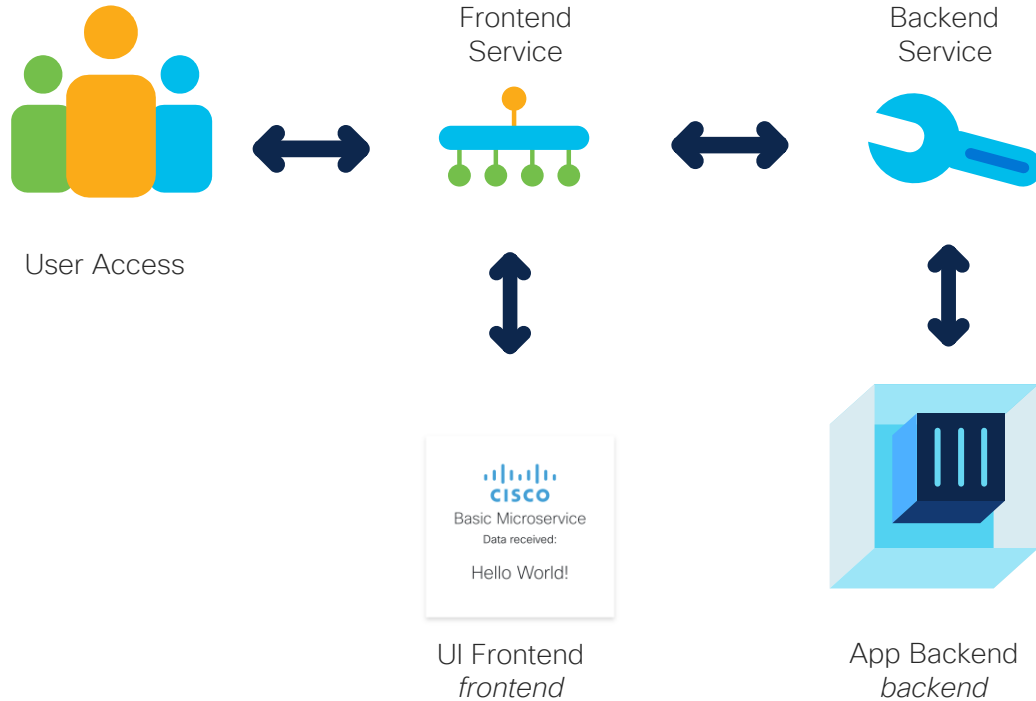 Frontend
Service
Backend
Service
User Access
CISCO
Basic Microservice
Data received:
Hello World!
UI Frontend
frontend
App Backend
backend